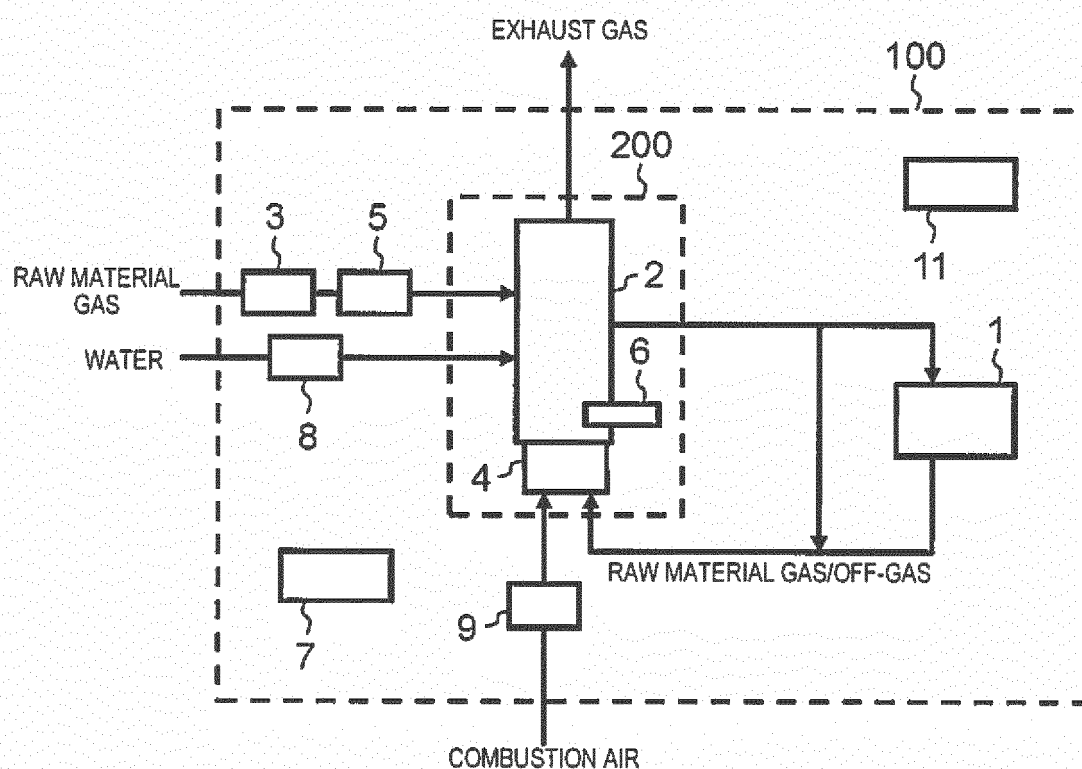 EXHAUST GAS
100
200
3
5
2
11
RAW MATERIAL
GAS
WATER
8
6
1
4
RAW MATERIAL GAS/OFF-GAS
7
9
COMBUSTION AIR